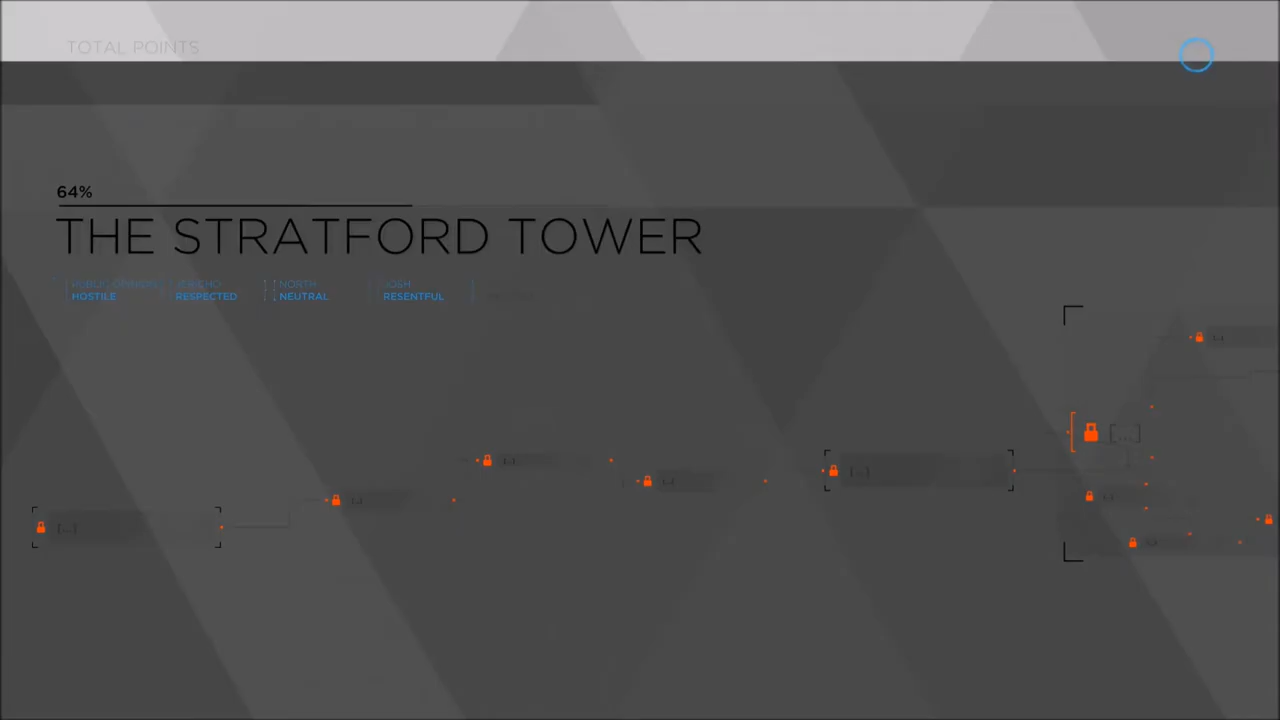 TOTAL POINTS
64%
THE STRATFORD TOWER
PUBLIC OPINION JERICHO NORTH JOSH
HOSTILE RESPECTED NEUTRAL RESENTFUL